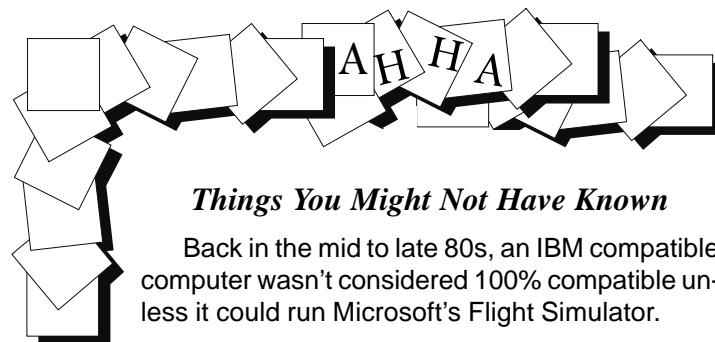 AHHA
Things You Might Not Have Known
Back in the mid to late 80s, an IBM compatible
computer wasn't considered 100% compatible un-
less it could run Microsoft's Flight Simulator.